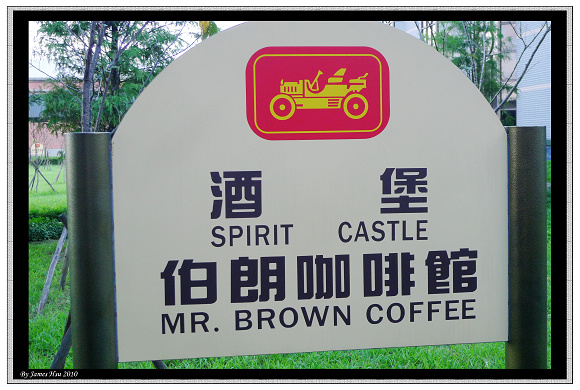 酒 堡
SPIRIT CASTLE
伯朗咖啡館
MR. BROWN COFFEE
By James Hsu 2010